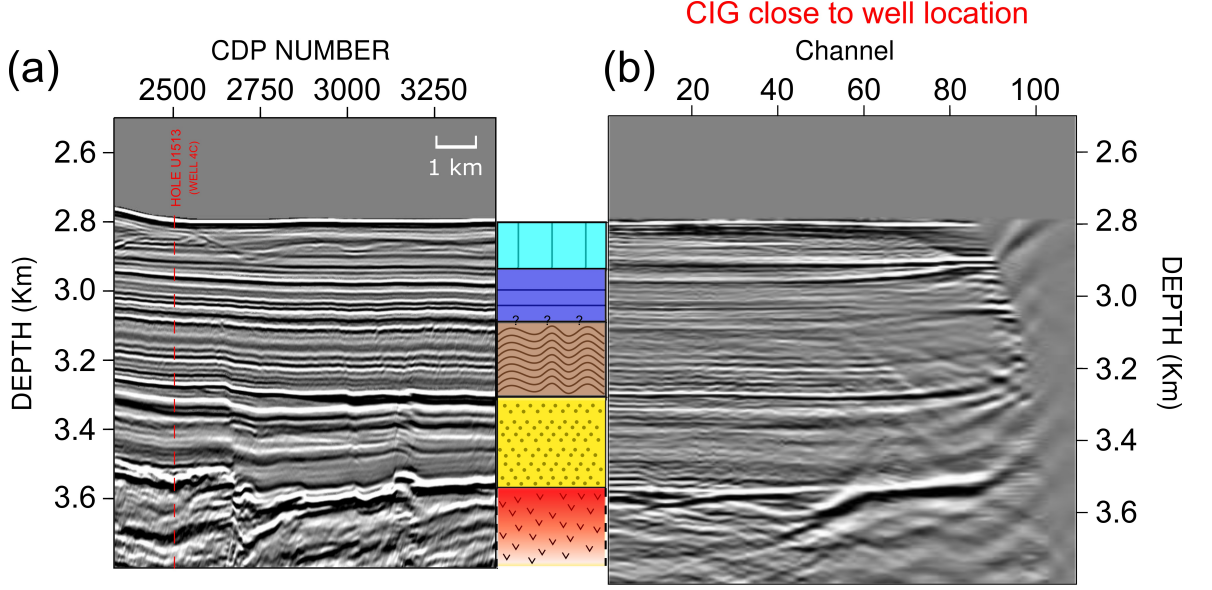 CIG close to well location
(a)
CDP NUMBER
(b)
Channel
2500 2750 3000 3250
20 40 60 80 100
HOLE U1513
(WELL 4C)
1 km
DEPTH (Km)
2.6
2.8
3.0
3.2
3.4
3.6
? ? ?
2.6
2.8
3.0
3.2
3.4
3.6
DEPTH (Km)